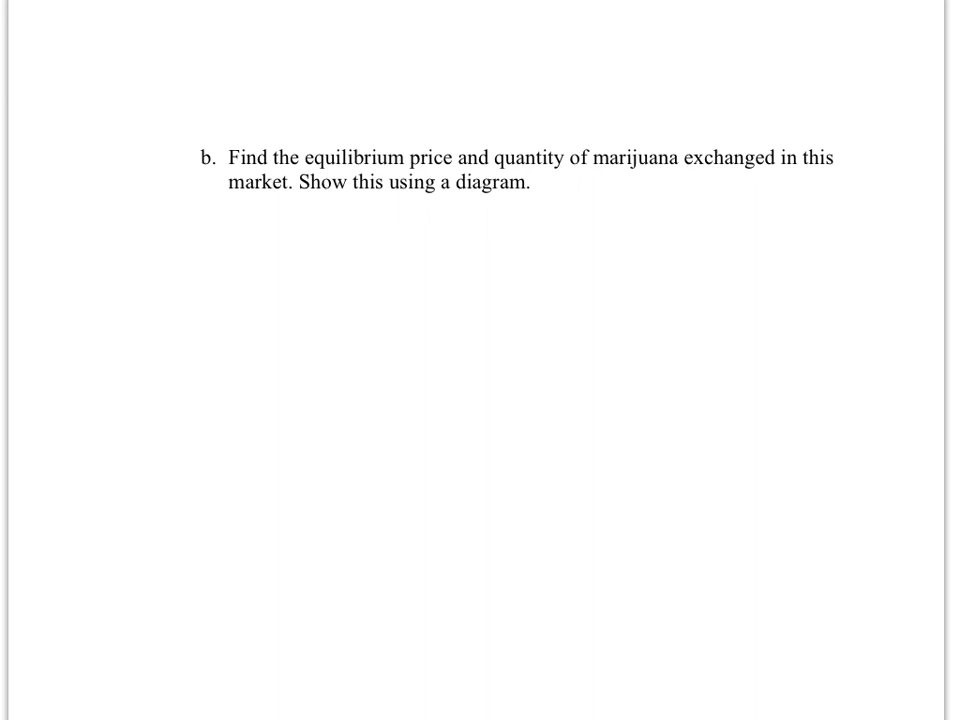 b. Find the equilibrium price and quantity of marijuana exchanged in this
market. Show this using a diagram.